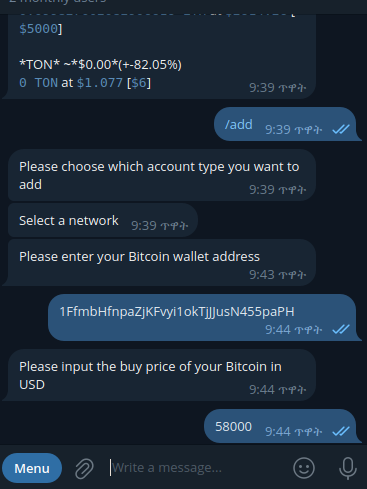 2 monthly users
$5000]
*TON* ~*$0.00*(+-82.05%)
0 TON at $1.077 [$6]
9:39 ጥዋት
/add 9:39 ጥዋት
Please choose which account type you want to
add
9:39 ጥዋት
Select a network 9:39 ጥዋት
Please enter your Bitcoin wallet address
9:43 ጥዋት
1FfmbHfnpaZjKFvyi1okTjJJusN455paPH
9:44 ጥዋት
Please input the buy price of your Bitcoin in
USD
9:44 ጥዋት
58000 9:44 ጥዋት
Menu
Write a message...